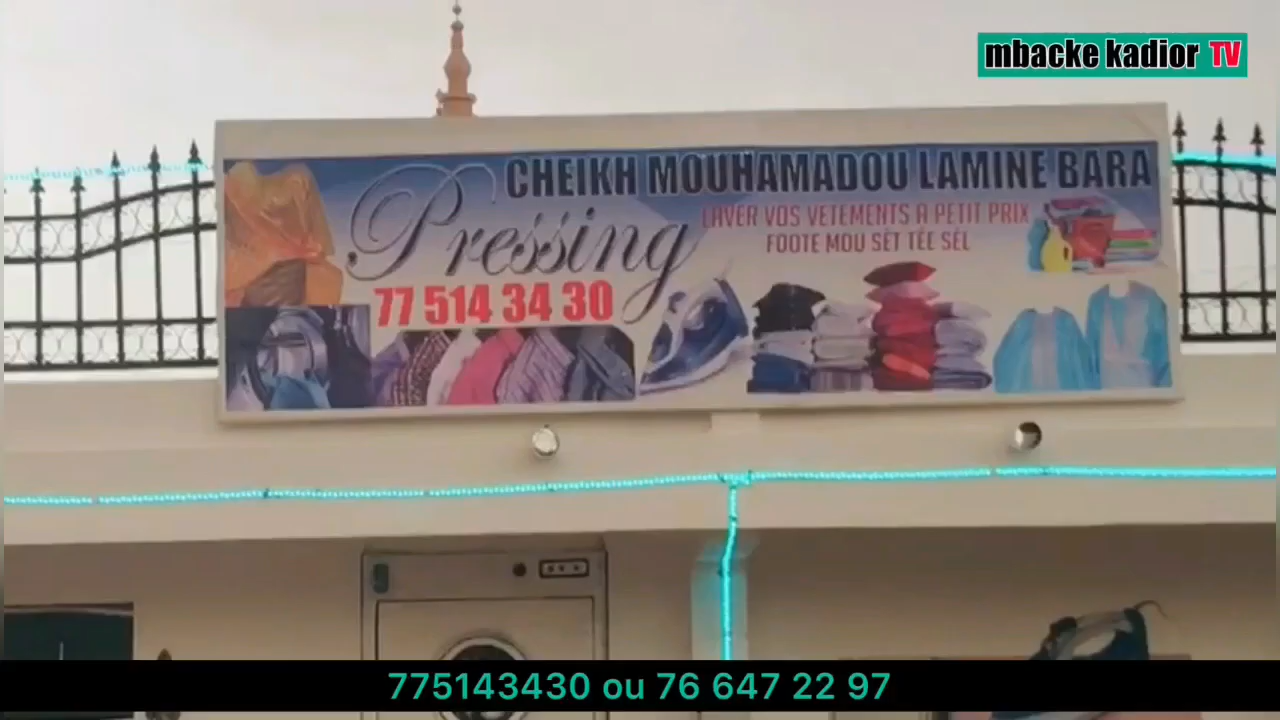 mbacke kadior TV
CHEIKH MOUHAMADOU LAMINE BARA
Pressing
LAVER VOS VETEMENTS A PETIT PRIX
FOOTE MOU SÈT TÉE SÉL
77 514 34 30
775143430 ou 76 647 22 97